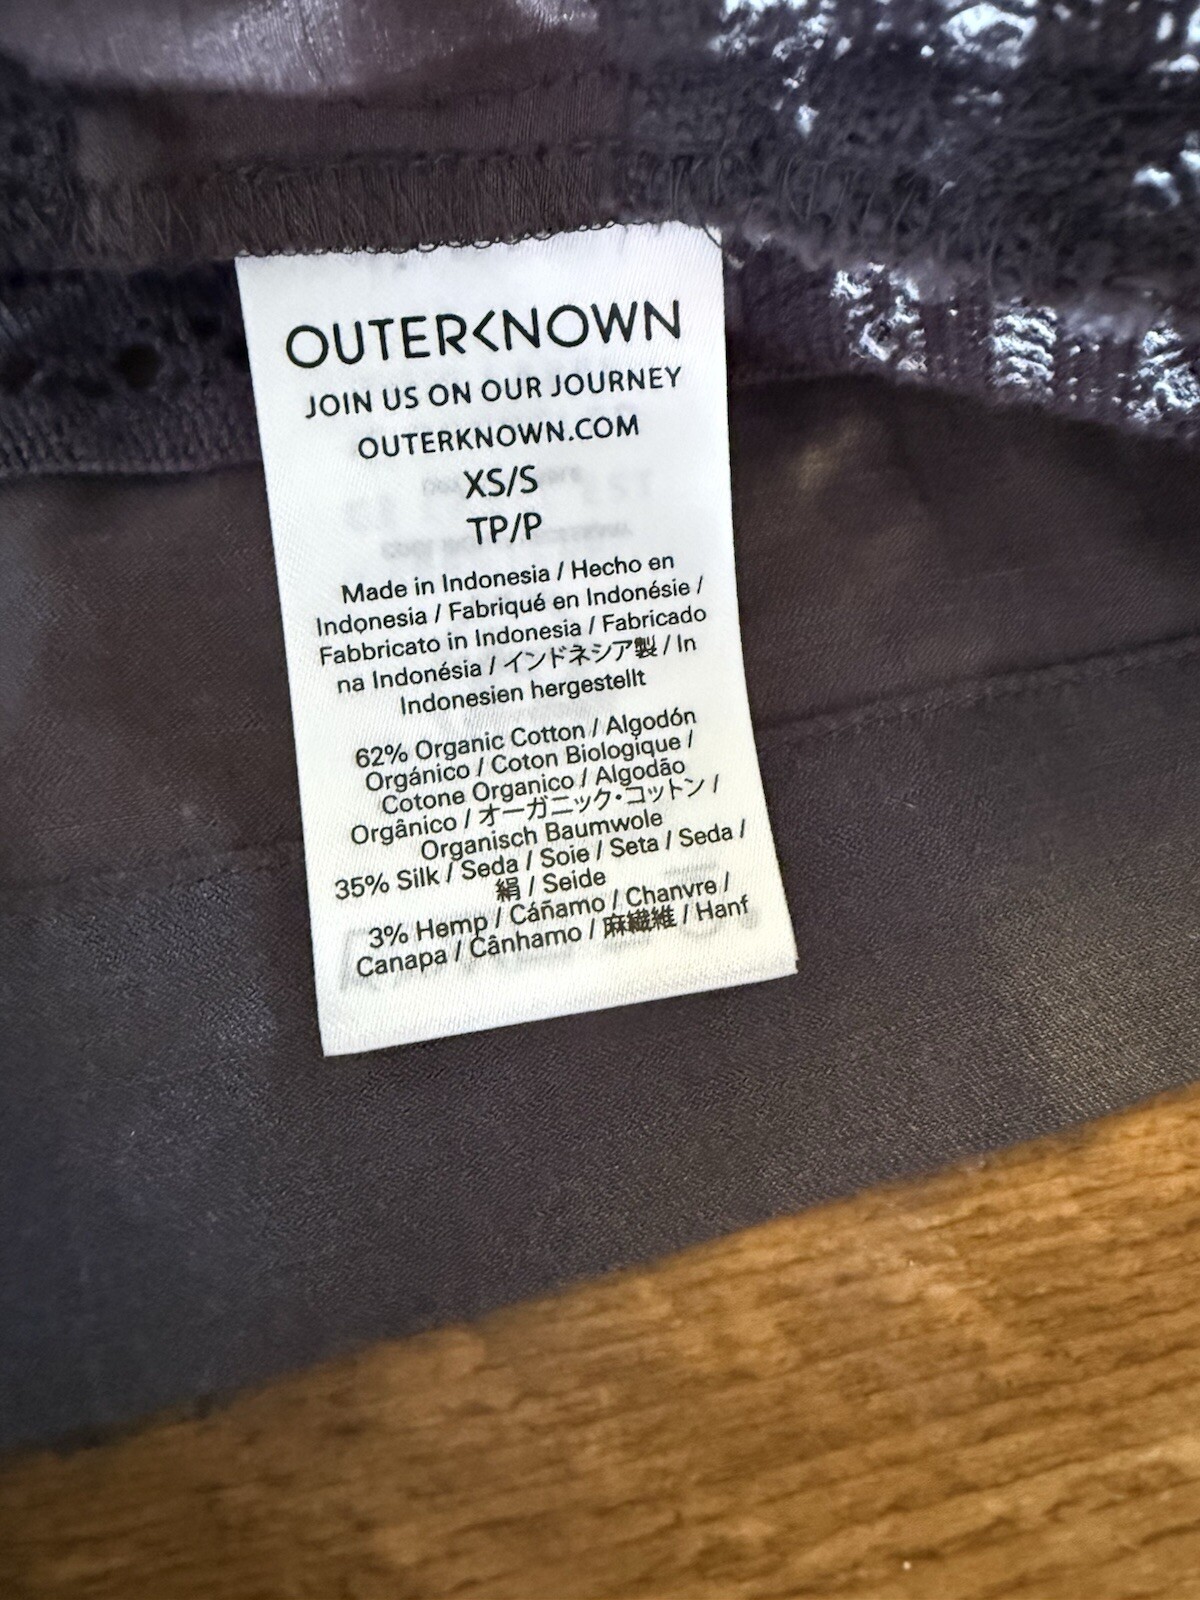 OUTERKNOWN
JOIN US ON OUR JOURNEY
OUTERKNOWN.COM
XS/S
TP/P
Made in Indonesia / Hecho en
Indonesia / Fabriqué en Indonésie /
Fabbricato in Indonesia / Fabricado
na Indonésia / インドネシア製 / In
Indonesien hergestellt
62% Organic Cotton / Algodón
Orgánico / Coton Biologique /
Cotone Organico / Algodão
Orgânico / オーガニック・コットン /
Organisch Baumwole
35% Silk / Seda / Soie / Seta / Seda /
絹 / Seide
3% Hemp / Cáñamo / Chanvre /
Canapa / Cânhamo / 麻繊維 / Hanf